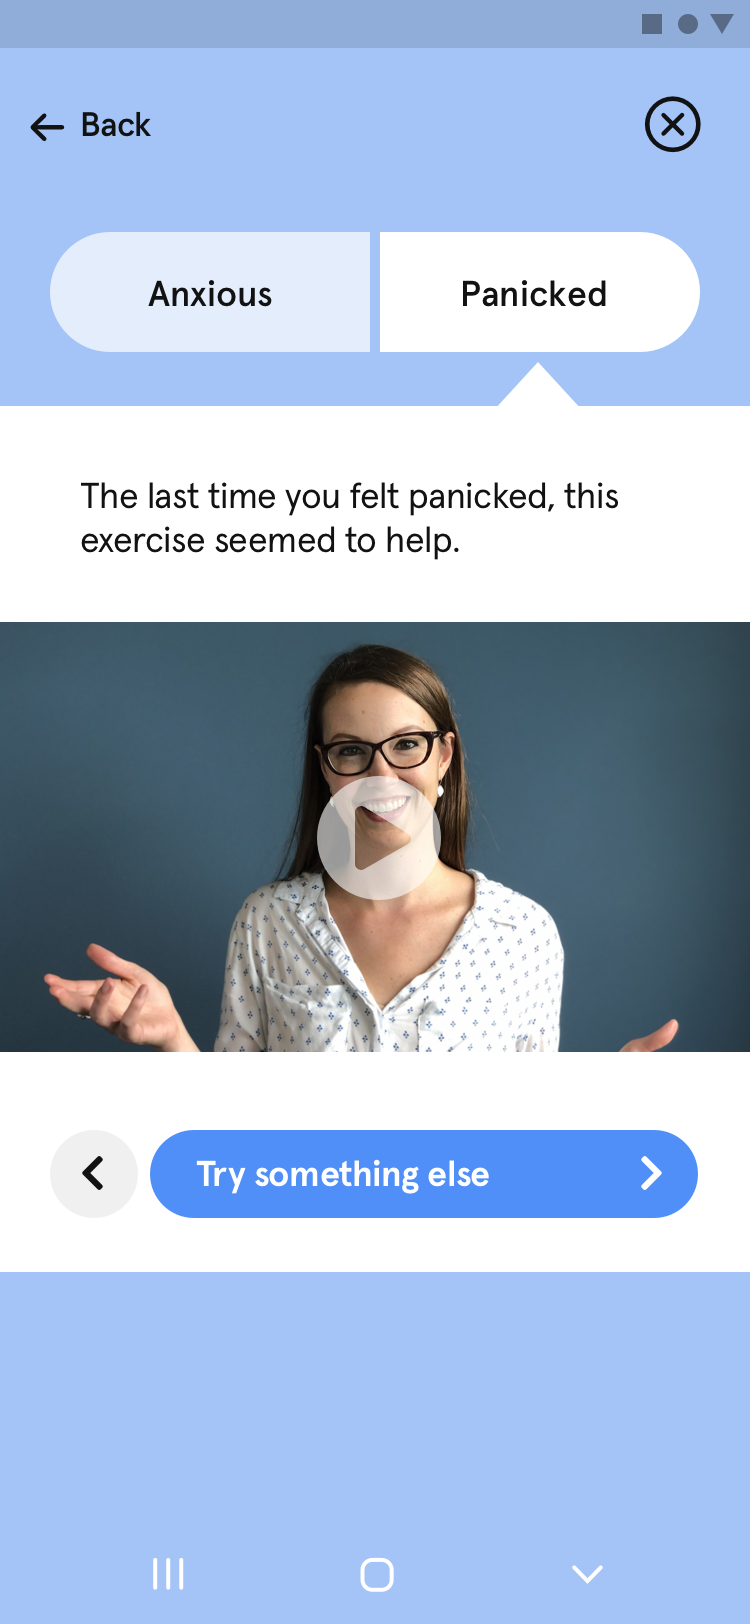 Back
Anxious
Panicked
The last time you felt panicked, this
exercise seemed to help.
Try something else